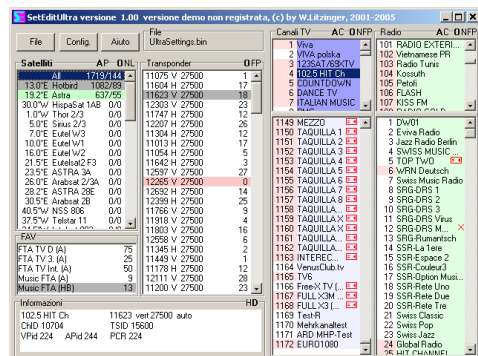 SetEditUltra versione 1.00 versione demo non registrata, (c) by W.Litzinger, 2001-2005
File Config. Aiuto
File
UltraSettings.bin
Satelliti AP ONL
All 1719/144
13.0°E Hotbird 1082/89
19.2°E Astra 637/55
30.0°W HispaSat 1AB 0/0
1.0°W Thor 2/3 0/0
5.0°E Sirius 2/3 0/0
7.0°E Eutel W3 0/0
10.0°E Eutel W1 0/0
16.0°E Eutel W2 0/0
21.5°E Eutelsat2 F3 0/0
23.5°E ASTRA 3A 0/0
26.0°E Arabsat 2/3A 0/0
28.2°E ASTRA 2BE 0/0
30.5°E Arabsat 2B 0/0
40.5°W NSS 806 0/0
37.5°W Telstar 11 0/0
FAV
FTA TV D (A) 75
FTA TV 3. (A) 25
FTA TV Int. (A) 50
Music FTA (A) 9
Music FTA (HB) 13
Transponder OFP
11075 V 27500 1
11604 H 27500 17
11623 V 27500 18
12303 V 27500 23
11747 H 27500 12
12207 H 27500 26
11304 H 27500 12
11013 H 27500 17
11054 H 27500 5
11642 H 27500 3
12597 V 27500 27
12265 V 27500 0
12692 H 27500 14
12399 H 27500 25
11766 V 27500 9
11918 V 27500 4
11803 V 27500 16
12558 V 27500 6
11345 H 27500 2
11449 V 27500 1
11178 H 27500 12
12111 V 27500 28
11200 V 27500 23
Informazioni HD
102.5 HIT Ch 11623 vert 27500 auto
ChID 10704 TSID 15600
VPid 224 APid 244 PCR 224
Canali TV AC ONFP
1 Viva
2 VIVA polska
3 123SAT/69XTV
4 102.5 HIT Ch
5 COUNTDOWN
6 DANCE TV
7 ITALIAN MUSIC
1149 MEZZO
1150 TAQUILLA 1
1151 TAQUILLA 2
1152 TAQUILLA 3
1153 TAQUILLA 4
1154 TAQUILLA 5
1155 TAQUILLA 6
1156 TAQUILLA 7
1157 TAQUILLA 8
1158 TAQUILLA...
1159 TAQUILLA X
1160 TAQUILLA X
1161 TAQUILLA...
1162 TAQUILLA...
1163 INTEREC...
1164 VenusClub.tv
1165 TV6
1166 Free-X TV (...
1167 FULL X3M ...
1168 FULL X3 (...
1169 Test-R
1170 Mehrkanaltest
1171 ARD MHP-Test
1172 EURO1080
Radio AC ONFP
101 RADIO EXTERI...
102 Vietnamese PR
103 Radio Tunis
104 Kossuth
105 Petofi
106 FLASH
107 KISS FM
1 DW01
2 Eviva Radio
3 Jazz Radio Berlin
4 SWISS MUSIC ...
5 TOP TWO
6 WRN Deutsch
7 Swiss Music Radio
8 SRG-DRS 1
9 SRG-DRS 2
10 SRG-DRS 3
11 SRG-DRS Virus
12 SRG-DRS M...
13 SRG-Rumantsch
14 SSR-La 1ere
15 SSR-Espace 2
16 SSR-Couleur3
17 SSR-Option Musi...
18 SSR-Rete Uno
19 SSR-Rete Due
20 SSR-Rete Tre
21 Swiss Classic
22 Swiss Pop
23 Swiss Jazz
24 Global Radio
25 HIT CHANNEL